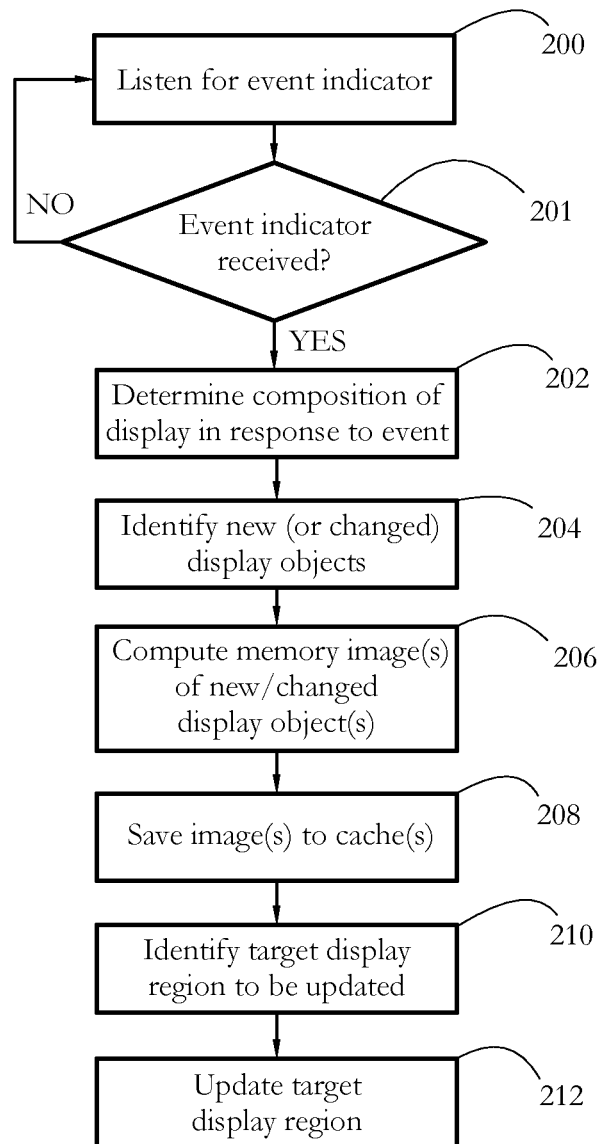 200
Listen for event indicator
NO
201
Event indicator
received?
YES
202
Determine composition of
display in response to event
204
Identify new (or changed)
display objects
206
Compute memory image(s)
of new/changed
display object(s)
208
Save image(s) to cache(s)
210
Identify target display
region to be updated
212
Update target
display region